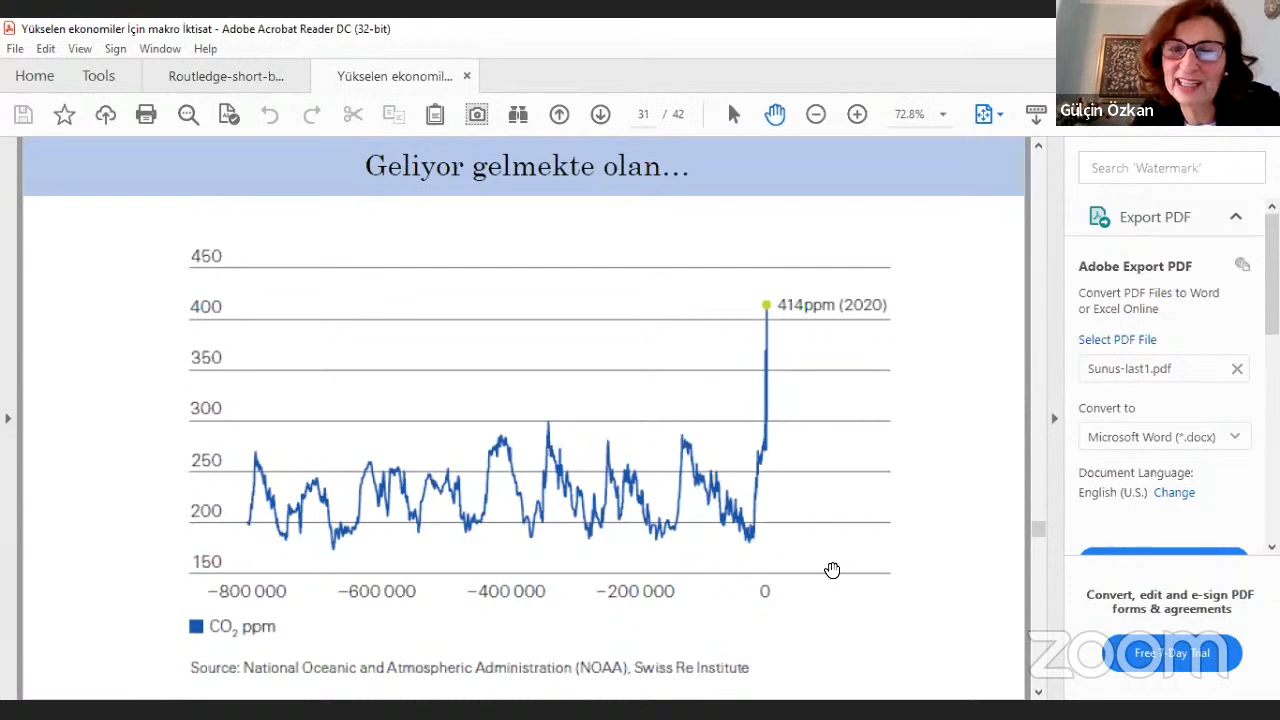 Yükselen ekonomiler İçin makro İktisat - Adobe Acrobat Reader DC (32-bit)
File Edit View Sign Window Help
Home Tools Routledge-short-b... Yükselen ekonomil... ×
31 / 42 72.8%
Gülçin Özkan
Geliyor gelmekte olan...
450
400
350
300
250
200
150
414ppm (2020)
−800 000 −600 000 −400 000 −200 000 0
CO₂ ppm
Source: National Oceanic and Atmospheric Administration (NOAA), Swiss Re Institute
Search 'Watermark'
Export PDF
Adobe Export PDF
Convert PDF Files to Word
or Excel Online
Select PDF File
Sunus-last1.pdf
Convert to
Microsoft Word (*.docx)
Document Language:
English (U.S.) Change
Convert, edit and e-sign PDF
forms & agreements
Free 7-Day Trial
zoom